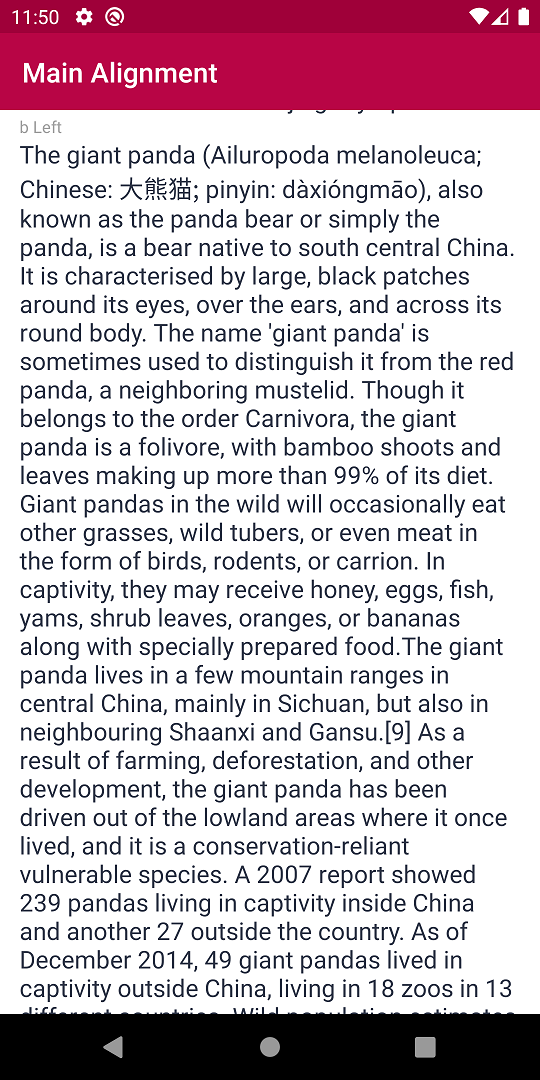 11:50
Main Alignment
b Left
The giant panda (Ailuropoda melanoleuca;
Chinese: 大熊猫; pinyin: dàxióngmāo), also
known as the panda bear or simply the
panda, is a bear native to south central China.
It is characterised by large, black patches
around its eyes, over the ears, and across its
round body. The name 'giant panda' is
sometimes used to distinguish it from the red
panda, a neighboring mustelid. Though it
belongs to the order Carnivora, the giant
panda is a folivore, with bamboo shoots and
leaves making up more than 99% of its diet.
Giant pandas in the wild will occasionally eat
other grasses, wild tubers, or even meat in
the form of birds, rodents, or carrion. In
captivity, they may receive honey, eggs, fish,
yams, shrub leaves, oranges, or bananas
along with specially prepared food.The giant
panda lives in a few mountain ranges in
central China, mainly in Sichuan, but also in
neighbouring Shaanxi and Gansu.[9] As a
result of farming, deforestation, and other
development, the giant panda has been
driven out of the lowland areas where it once
lived, and it is a conservation-reliant
vulnerable species. A 2007 report showed
239 pandas living in captivity inside China
and another 27 outside the country. As of
December 2014, 49 giant pandas lived in
captivity outside China, living in 18 zoos in 13
different countries. Wild population estimates